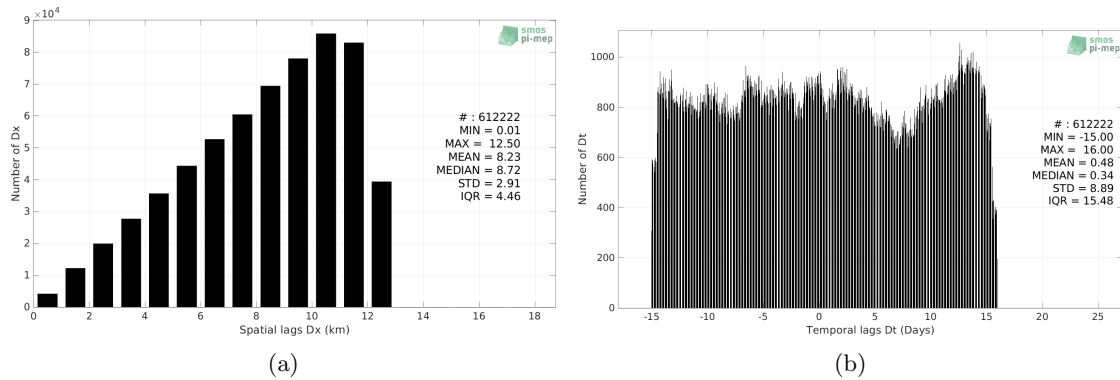 ×10⁴
9
8
7
6
5
4
3
2
1
0
Number of Dx
smos
pi-mep
# : 612222
MIN = 0.01
MAX = 12.50
MEAN = 8.23
MEDIAN = 8.72
STD = 2.91
IQR = 4.46
0 2 4 6 8 10 12 14 16 18
Spatial lags Dx (km)
(a)
1000
800
600
400
200
0
Number of Dt
smos
pi-mep
# : 612222
MIN = -15.00
MAX = 16.00
MEAN = 0.48
MEDIAN = 0.34
STD = 8.89
IQR = 15.48
-15 -10 -5 0 5 10 15 20 25
Temporal lags Dt (Days)
(b)